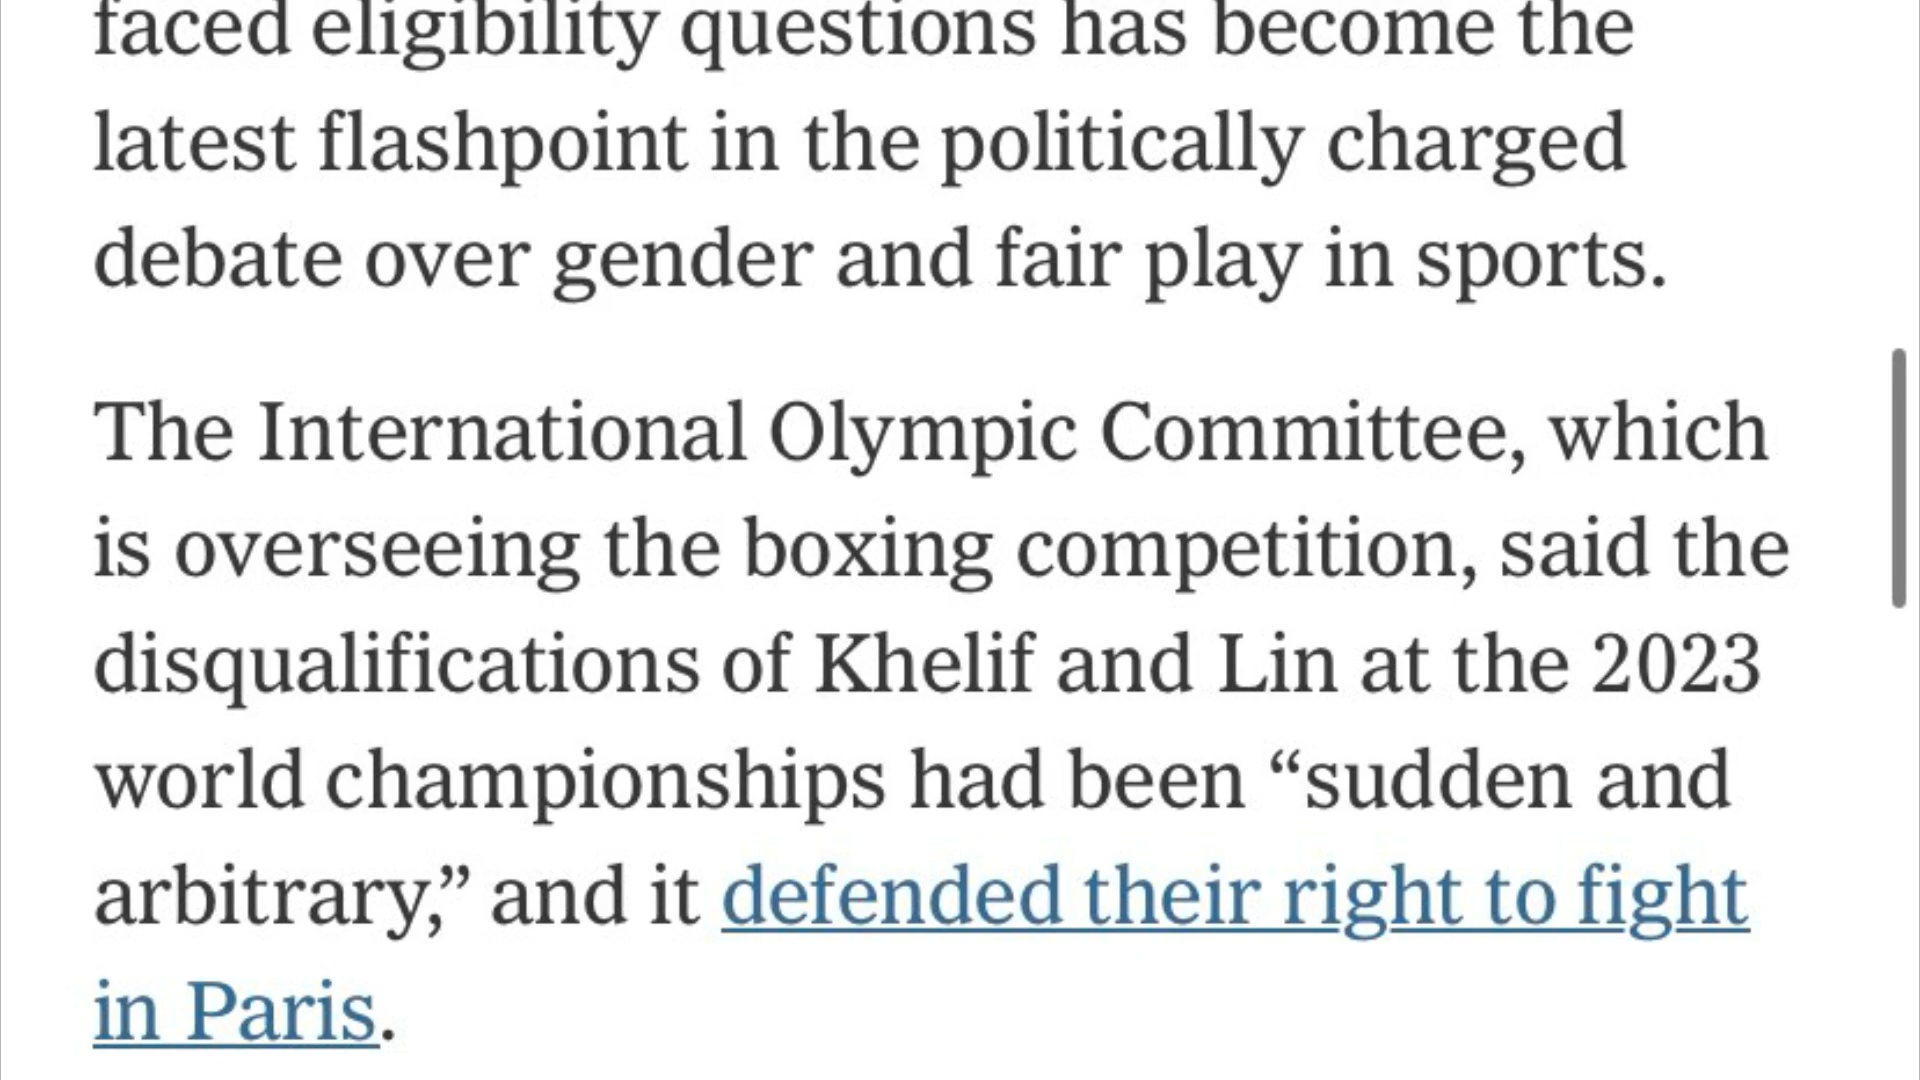 faced eligibility questions has become the
latest flashpoint in the politically charged
debate over gender and fair play in sports.
The International Olympic Committee, which
is overseeing the boxing competition, said the
disqualifications of Khelif and Lin at the 2023
world championships had been “sudden and
arbitrary,” and it defended their right to fight
in Paris.